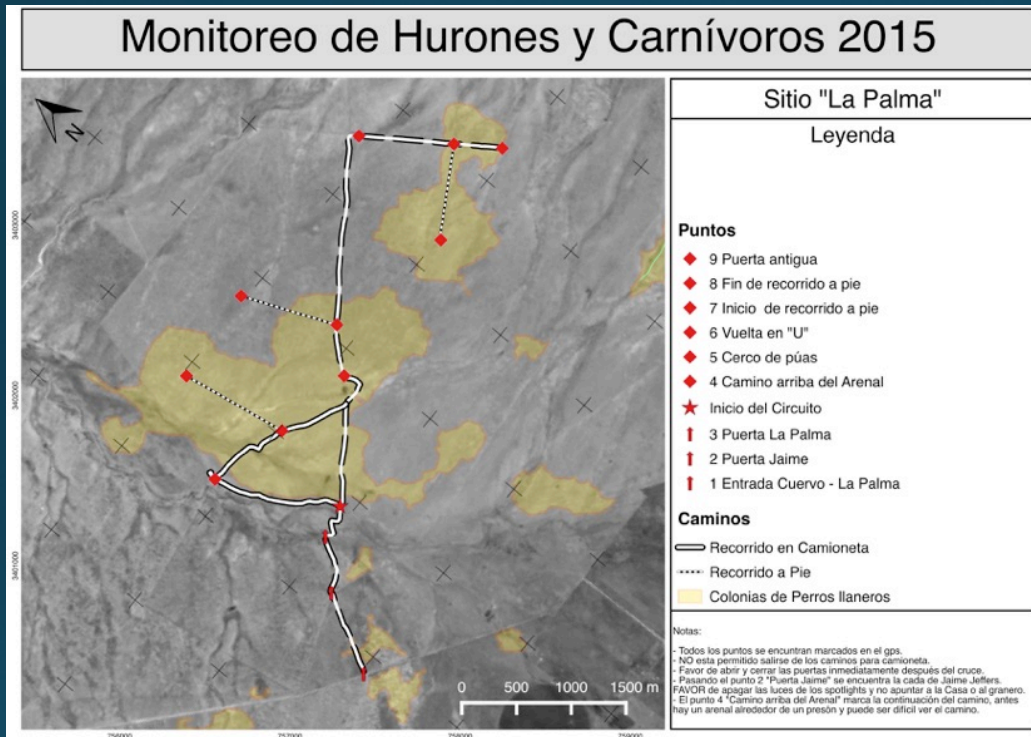 Monitoreo de Hurones y Carnívoros 2015
N
3403000
3402000
3401000
0 500 1000 1500 m
756000 757000 758000 759000
Sitio "La Palma"
Leyenda
Puntos
9 Puerta antigua
8 Fin de recorrido a pie
7 Inicio de recorrido a pie
6 Vuelta en "U"
5 Cerco de púas
4 Camino arriba del Arenal
Inicio del Circuito
3 Puerta La Palma
2 Puerta Jaime
1 Entrada Cuervo - La Palma
Caminos
Recorrido en Camioneta
Recorrido a Pie
Colonias de Perros llaneros
Notas:
- Todos los puntos se encuntran marcados en el gps.
- NO esta permitido salirse de los caminos para camioneta.
- Favor de abrir y cerrar las puertas inmediatamente después del cruce.
- Pasando el punto 2 "Puerta Jaime" se encuentra la cada de Jaime Jeffers.
FAVOR de apagar las luces de los spotlights y no apuntar a la Casa o al granero.
- El punto 4 "Camino arriba del Arenal" marca la continuación del camino, antes
hay un arenal alrededor de un presón y puede ser difícil ver el camino.